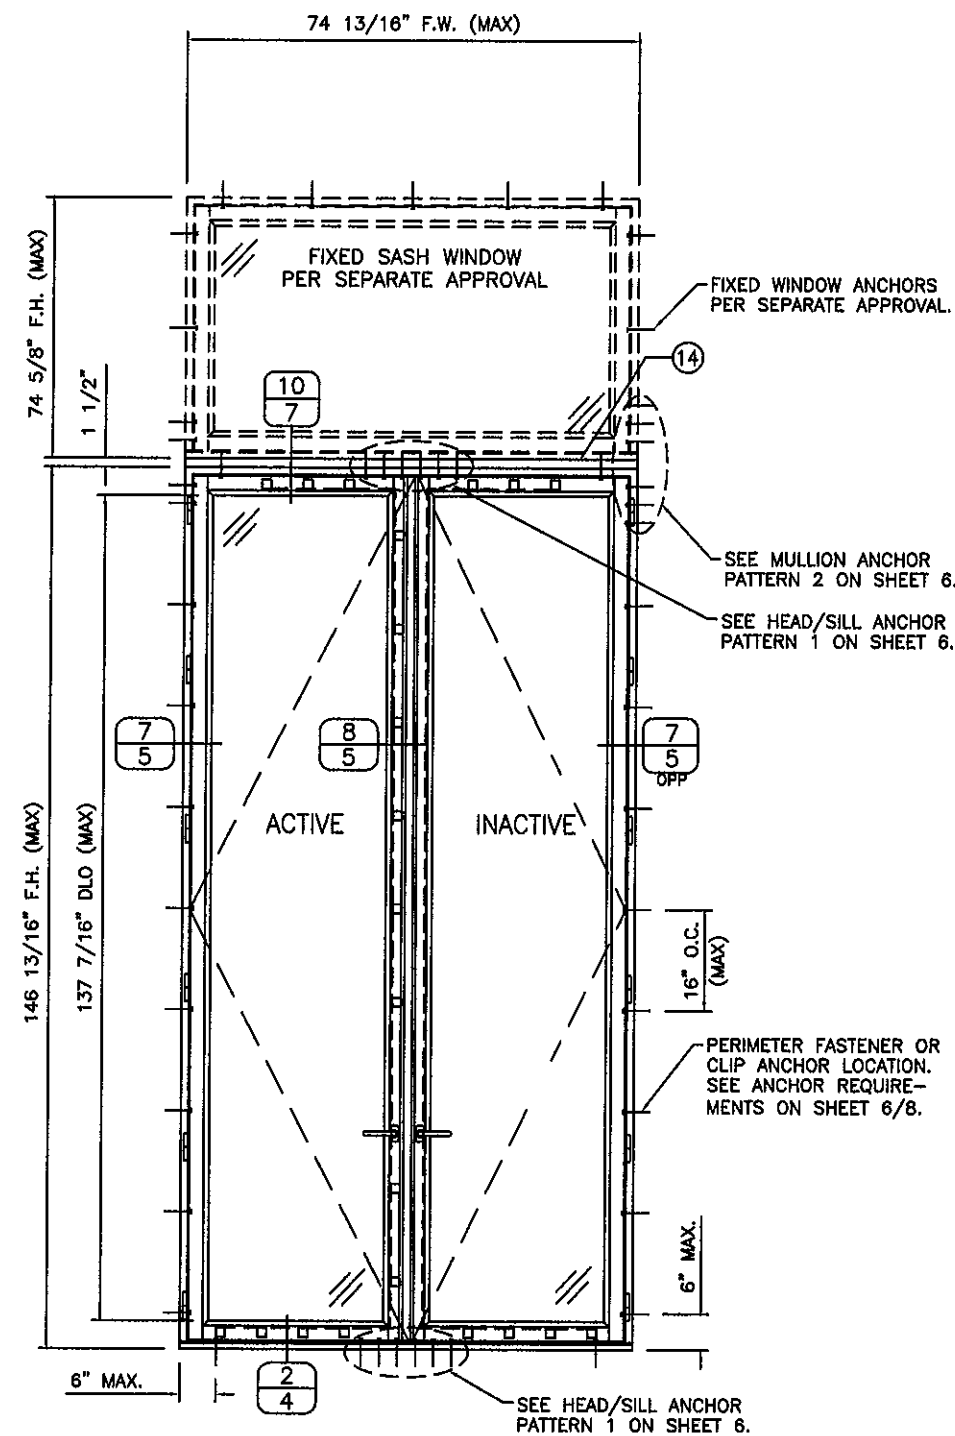 74 13/16" F.W. (MAX)
74 5/8" F.H. (MAX)
FIXED SASH WINDOW
PER SEPARATE APPROVAL
FIXED WINDOW ANCHORS
PER SEPARATE APPROVAL.
14
1 1/2"
10
7
SEE MULLION ANCHOR
PATTERN 2 ON SHEET 6.
SEE HEAD/SILL ANCHOR
PATTERN 1 ON SHEET 6.
7
5
8
5
7
5
OPP
146 13/16" F.H. (MAX)
137 7/16" DLO (MAX)
ACTIVE
INACTIVE
16" O.C.
(MAX)
PERIMETER FASTENER OR
CLIP ANCHOR LOCATION.
SEE ANCHOR REQUIRE-
MENTS ON SHEET 6/8.
6" MAX.
6" MAX.
2
4
SEE HEAD/SILL ANCHOR
PATTERN 1 ON SHEET 6.